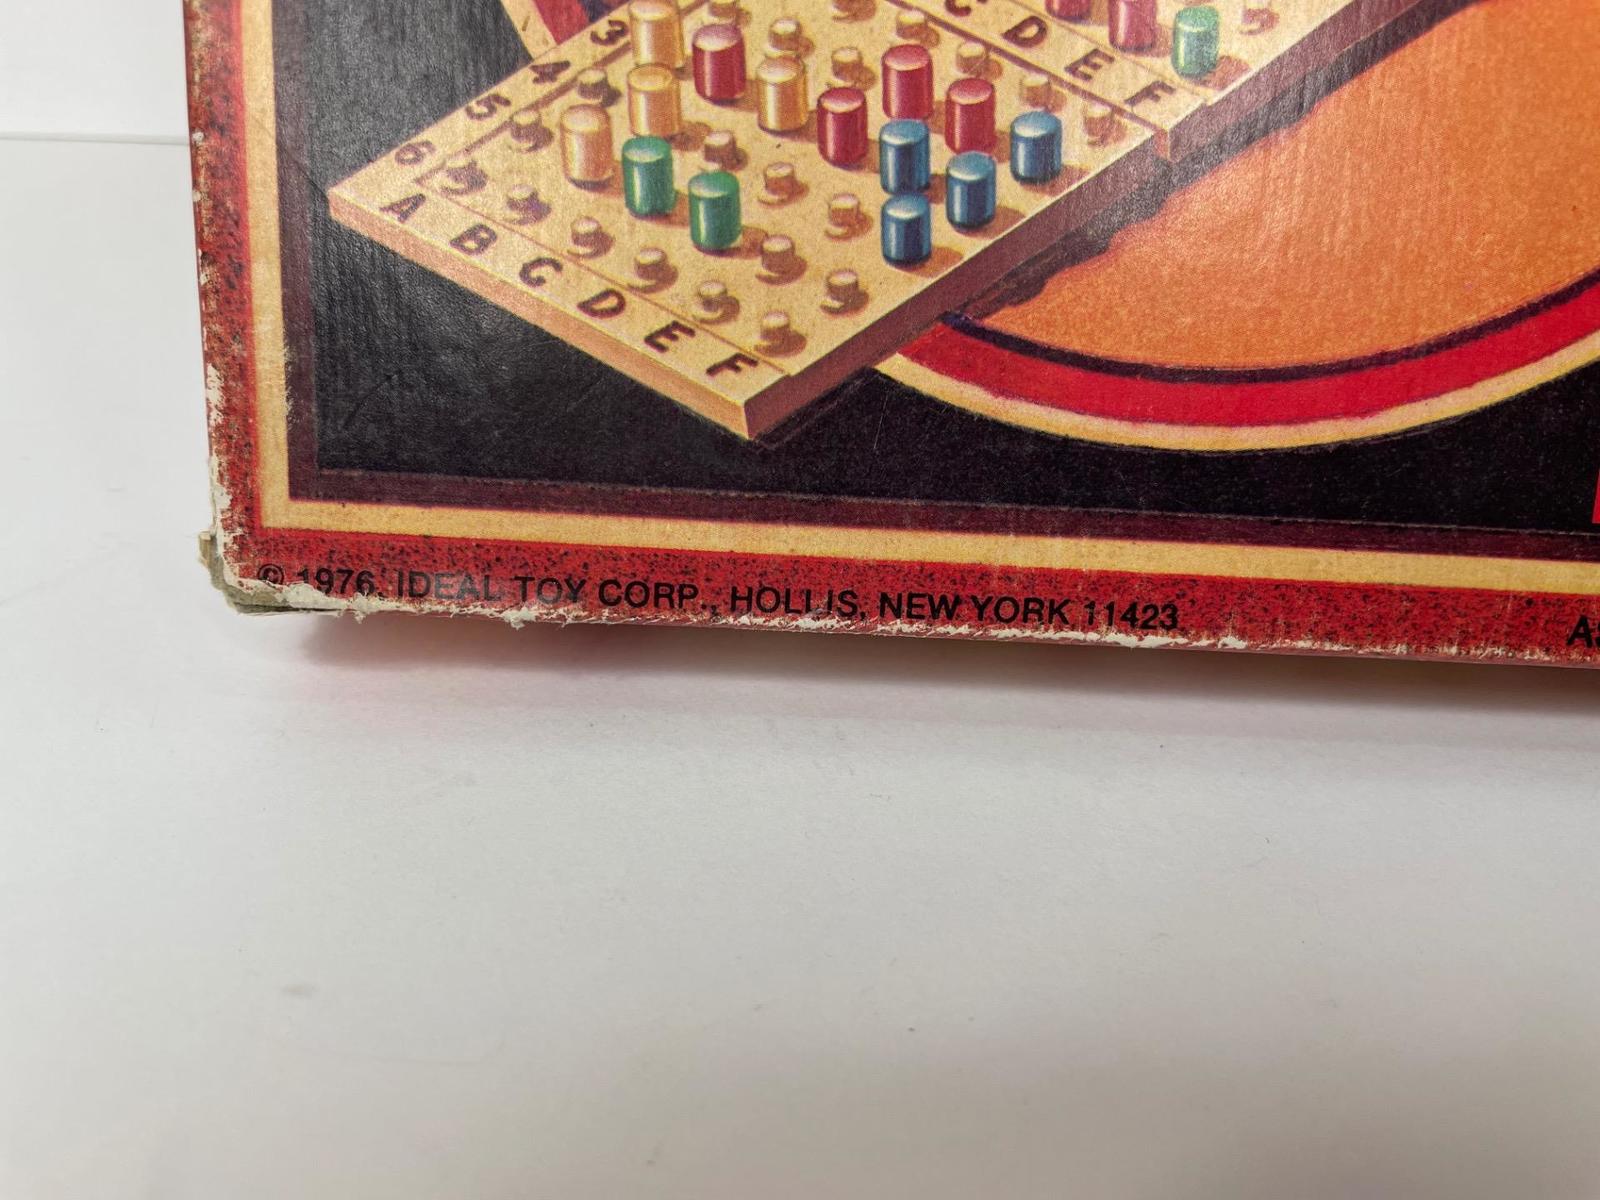 C D E F
3
4
5
6
A B C D E F
© 1976, IDEAL TOY CORP., HOLLIS, NEW YORK 11423